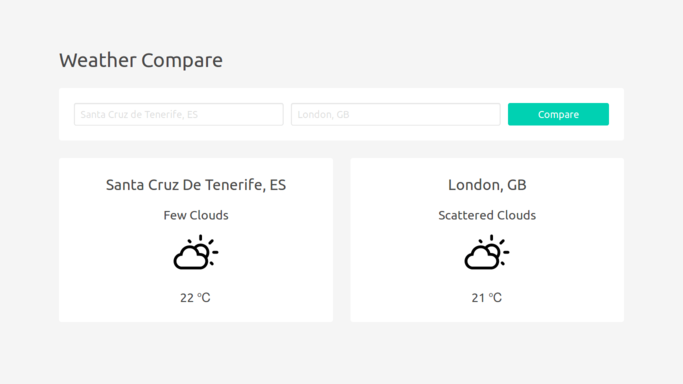 Weather Compare
Santa Cruz de Tenerife, ES
London, GB
Compare
Santa Cruz De Tenerife, ES
Few Clouds
22 ºC
London, GB
Scattered Clouds
21 ºC